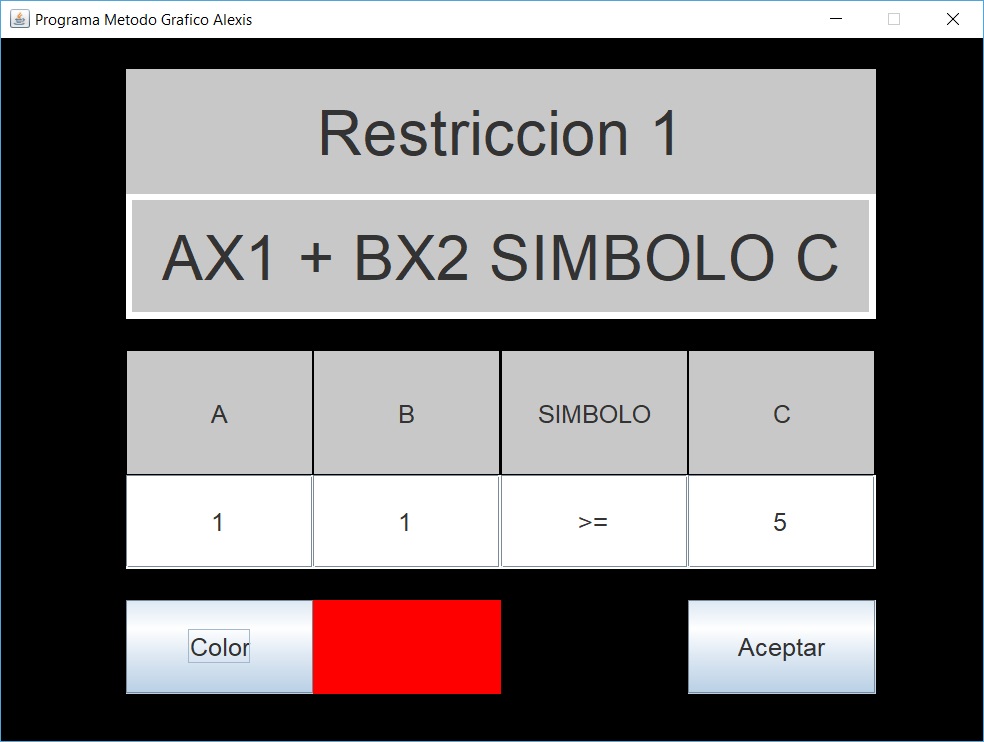 Programa Metodo Grafico Alexis
Restriccion 1
AX1 + BX2 SIMBOLO C
A B SIMBOLO C
1 1 >= 5
Color Aceptar